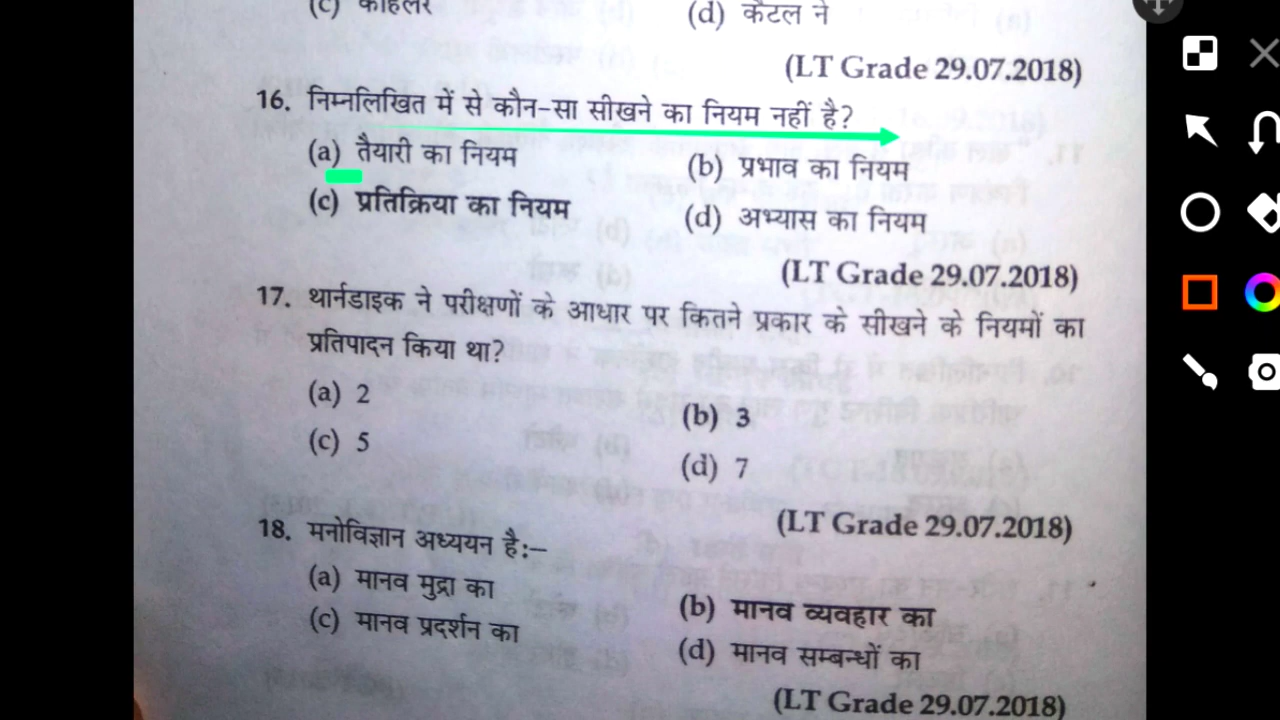 (c) कोहलर
(d) कैटल ने
(LT Grade 29.07.2018)
16. निम्नलिखित में से कौन-सा सीखने का नियम नहीं है?
(a) तैयारी का नियम
(b) प्रभाव का नियम
(c) प्रतिक्रिया का नियम
(d) अभ्यास का नियम
(LT Grade 29.07.2018)
17. थार्नडाइक ने परीक्षणों के आधार पर कितने प्रकार के सीखने के नियमों का
प्रतिपादन किया था?
(a) 2
(b) 3
(c) 5
(d) 7
(LT Grade 29.07.2018)
18. मनोविज्ञान अध्ययन है:–
(a) मानव मुद्रा का
(b) मानव व्यवहार का
(c) मानव प्रदर्शन का
(d) मानव सम्बन्धों का
(LT Grade 29.07.2018)